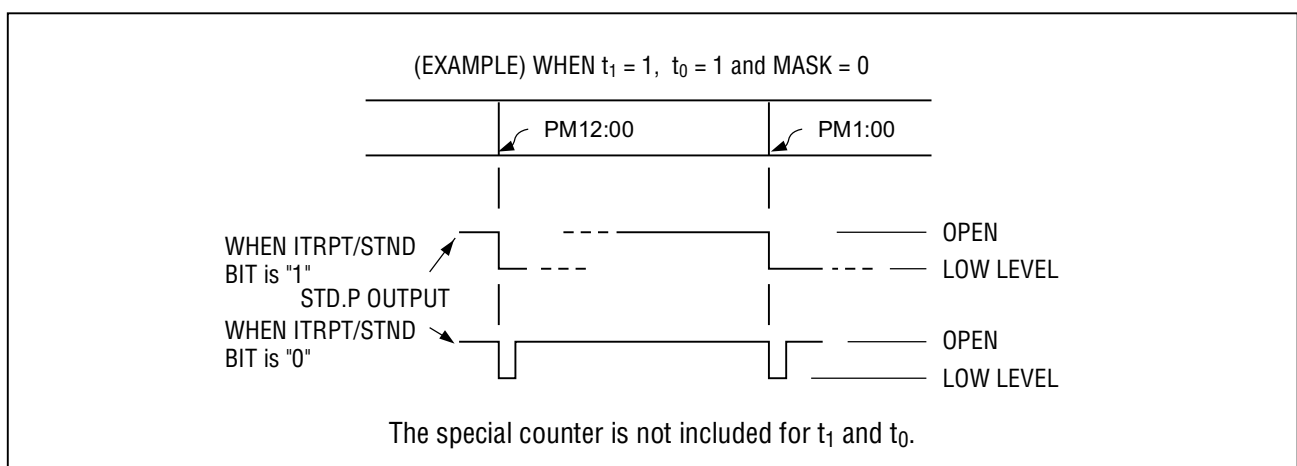 (EXAMPLE) WHEN t₁ = 1, t₀ = 1 and MASK = 0
PM12:00
PM1:00
WHEN ITRPT/STND
BIT is "1"
OPEN
LOW LEVEL
STD.P OUTPUT
WHEN ITRPT/STND
BIT is "0"
OPEN
LOW LEVEL
The special counter is not included for t₁ and t₀.